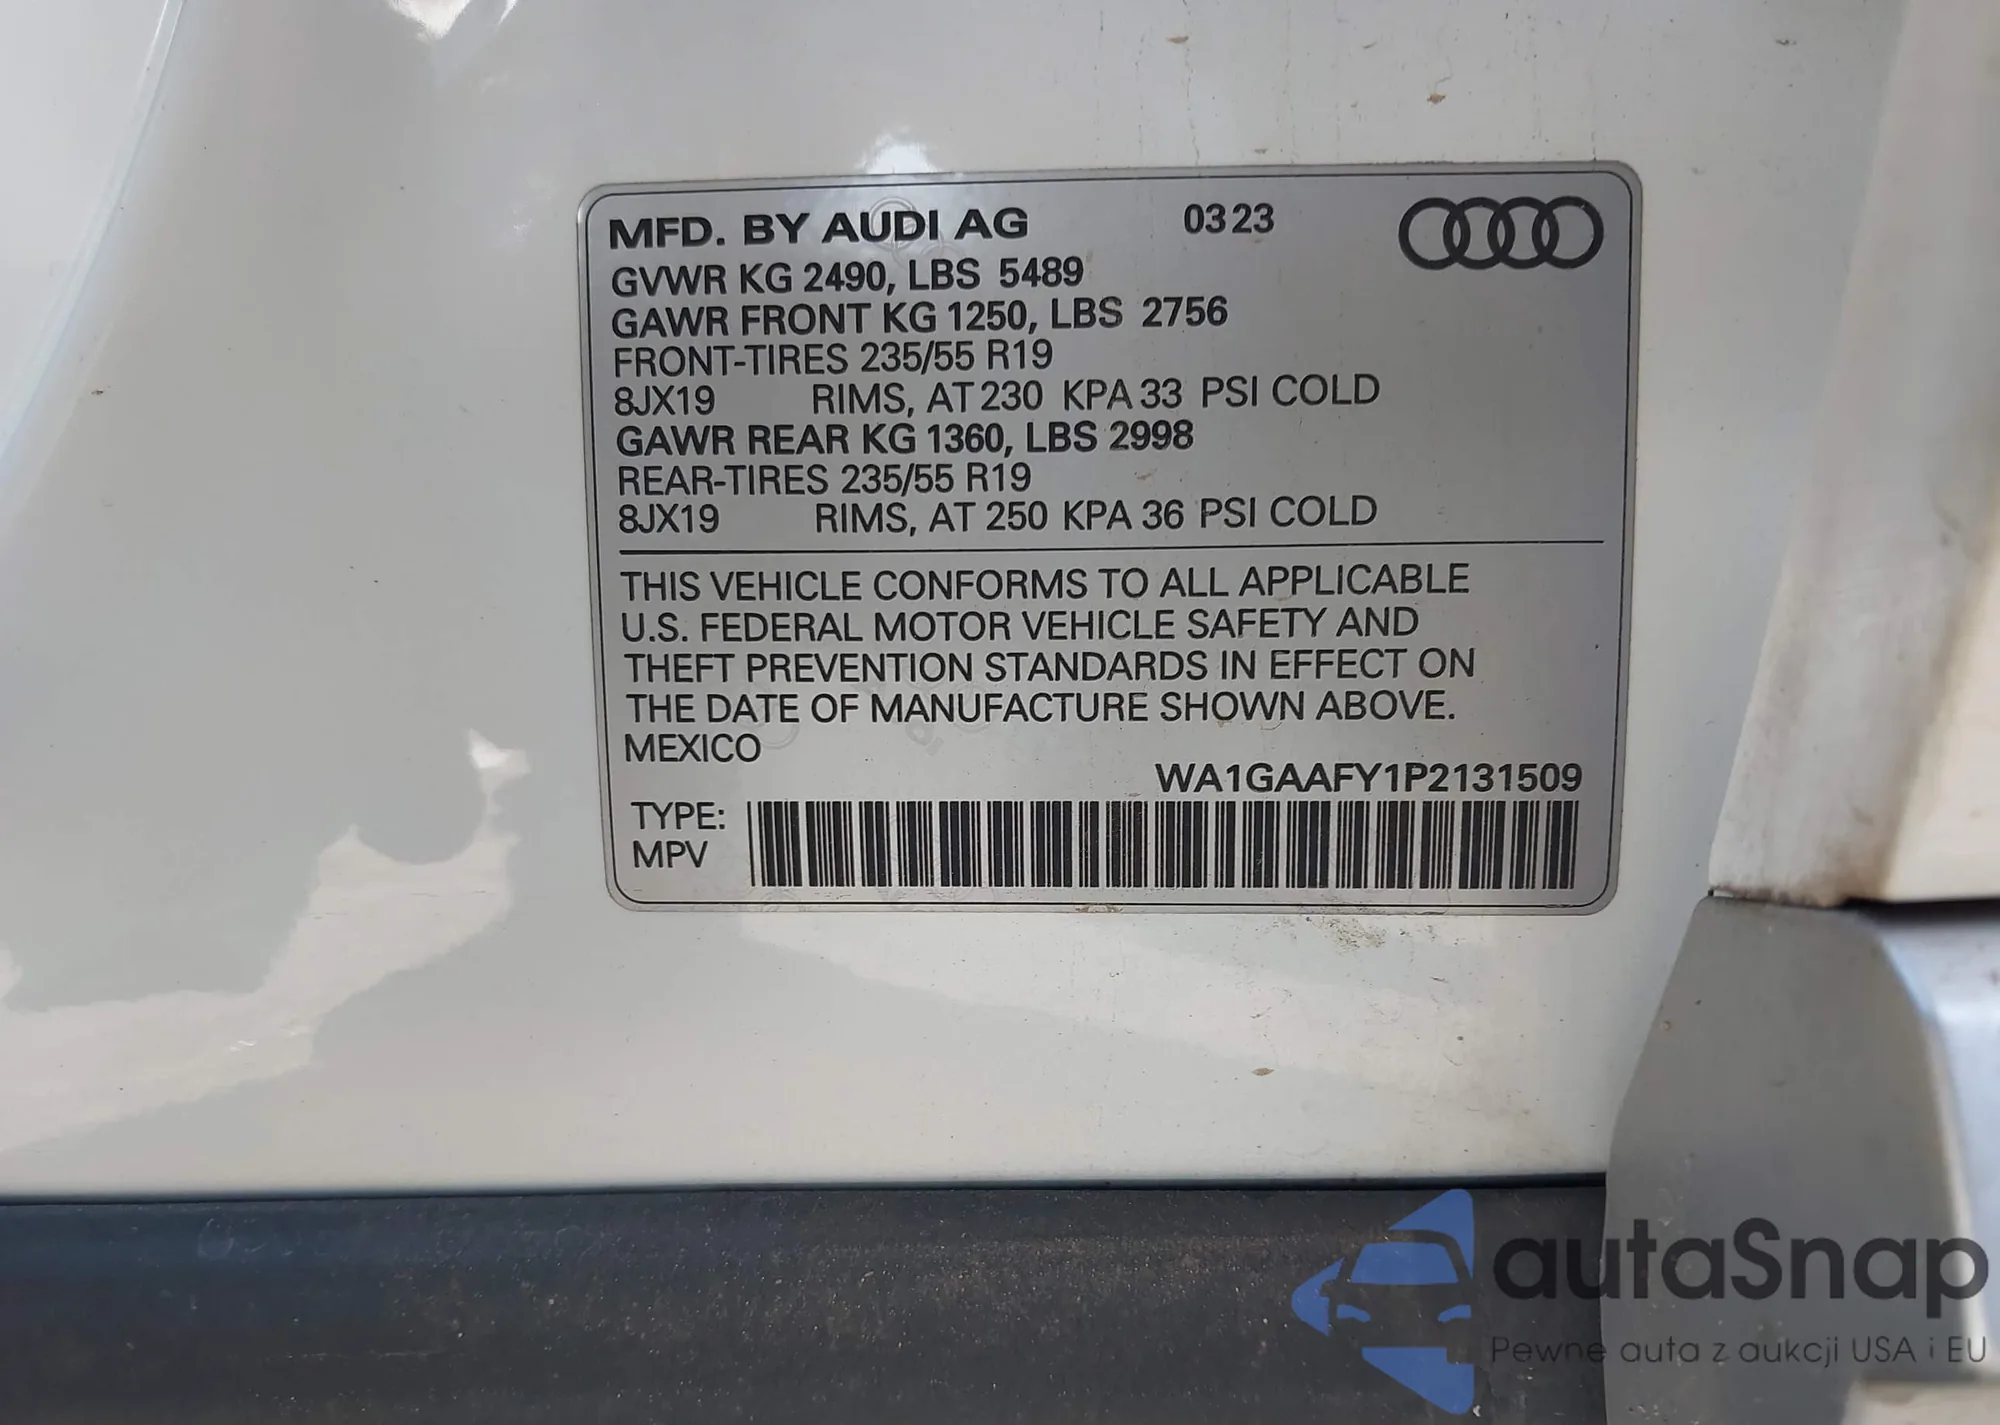 MFD. BY AUDI AG 0323
GVWR KG 2490, LBS 5489
GAWR FRONT KG 1250, LBS 2756
FRONT-TIRES 235/55 R19
8JX19 RIMS, AT 230 KPA 33 PSI COLD
GAWR REAR KG 1360, LBS 2998
REAR-TIRES 235/55 R19
8JX19 RIMS, AT 250 KPA 36 PSI COLD
THIS VEHICLE CONFORMS TO ALL APPLICABLE
U.S. FEDERAL MOTOR VEHICLE SAFETY AND
THEFT PREVENTION STANDARDS IN EFFECT ON
THE DATE OF MANUFACTURE SHOWN ABOVE.
MEXICO
WA1GAAFY1P2131509
TYPE:
MPV
autaSnap
Pewne auta z aukcji USA i EU